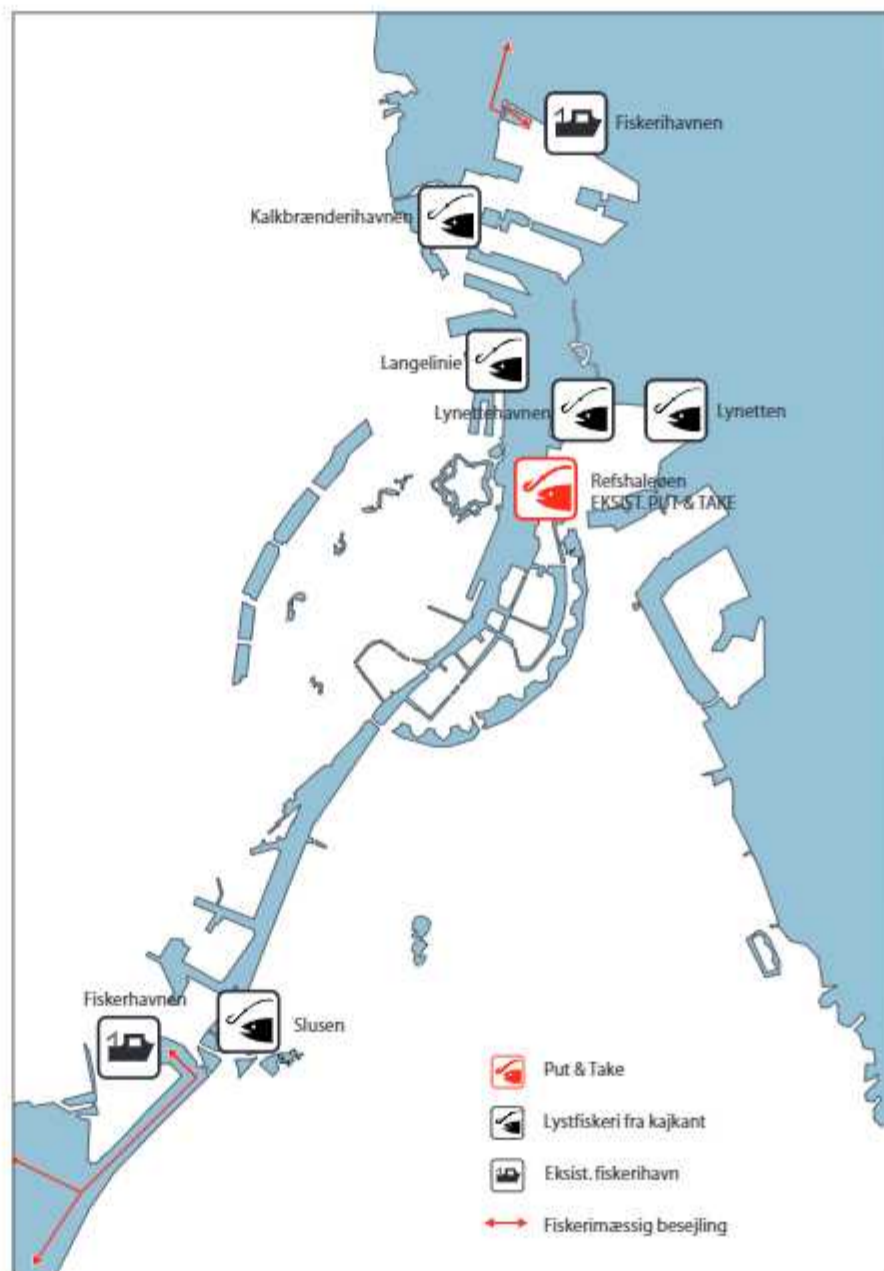 Fiskerihavnen
Kalkbrænderihavnen
Langelinie
Lynettehavnen
Lynetten
Refshaleøen
EKSIST. PUT & TAKE
Fiskerhavnen
Slusen
Put & Take
Lystfiskeri fra kajkant
Eksist. fiskerihavn
Fiskerimæssig besejling